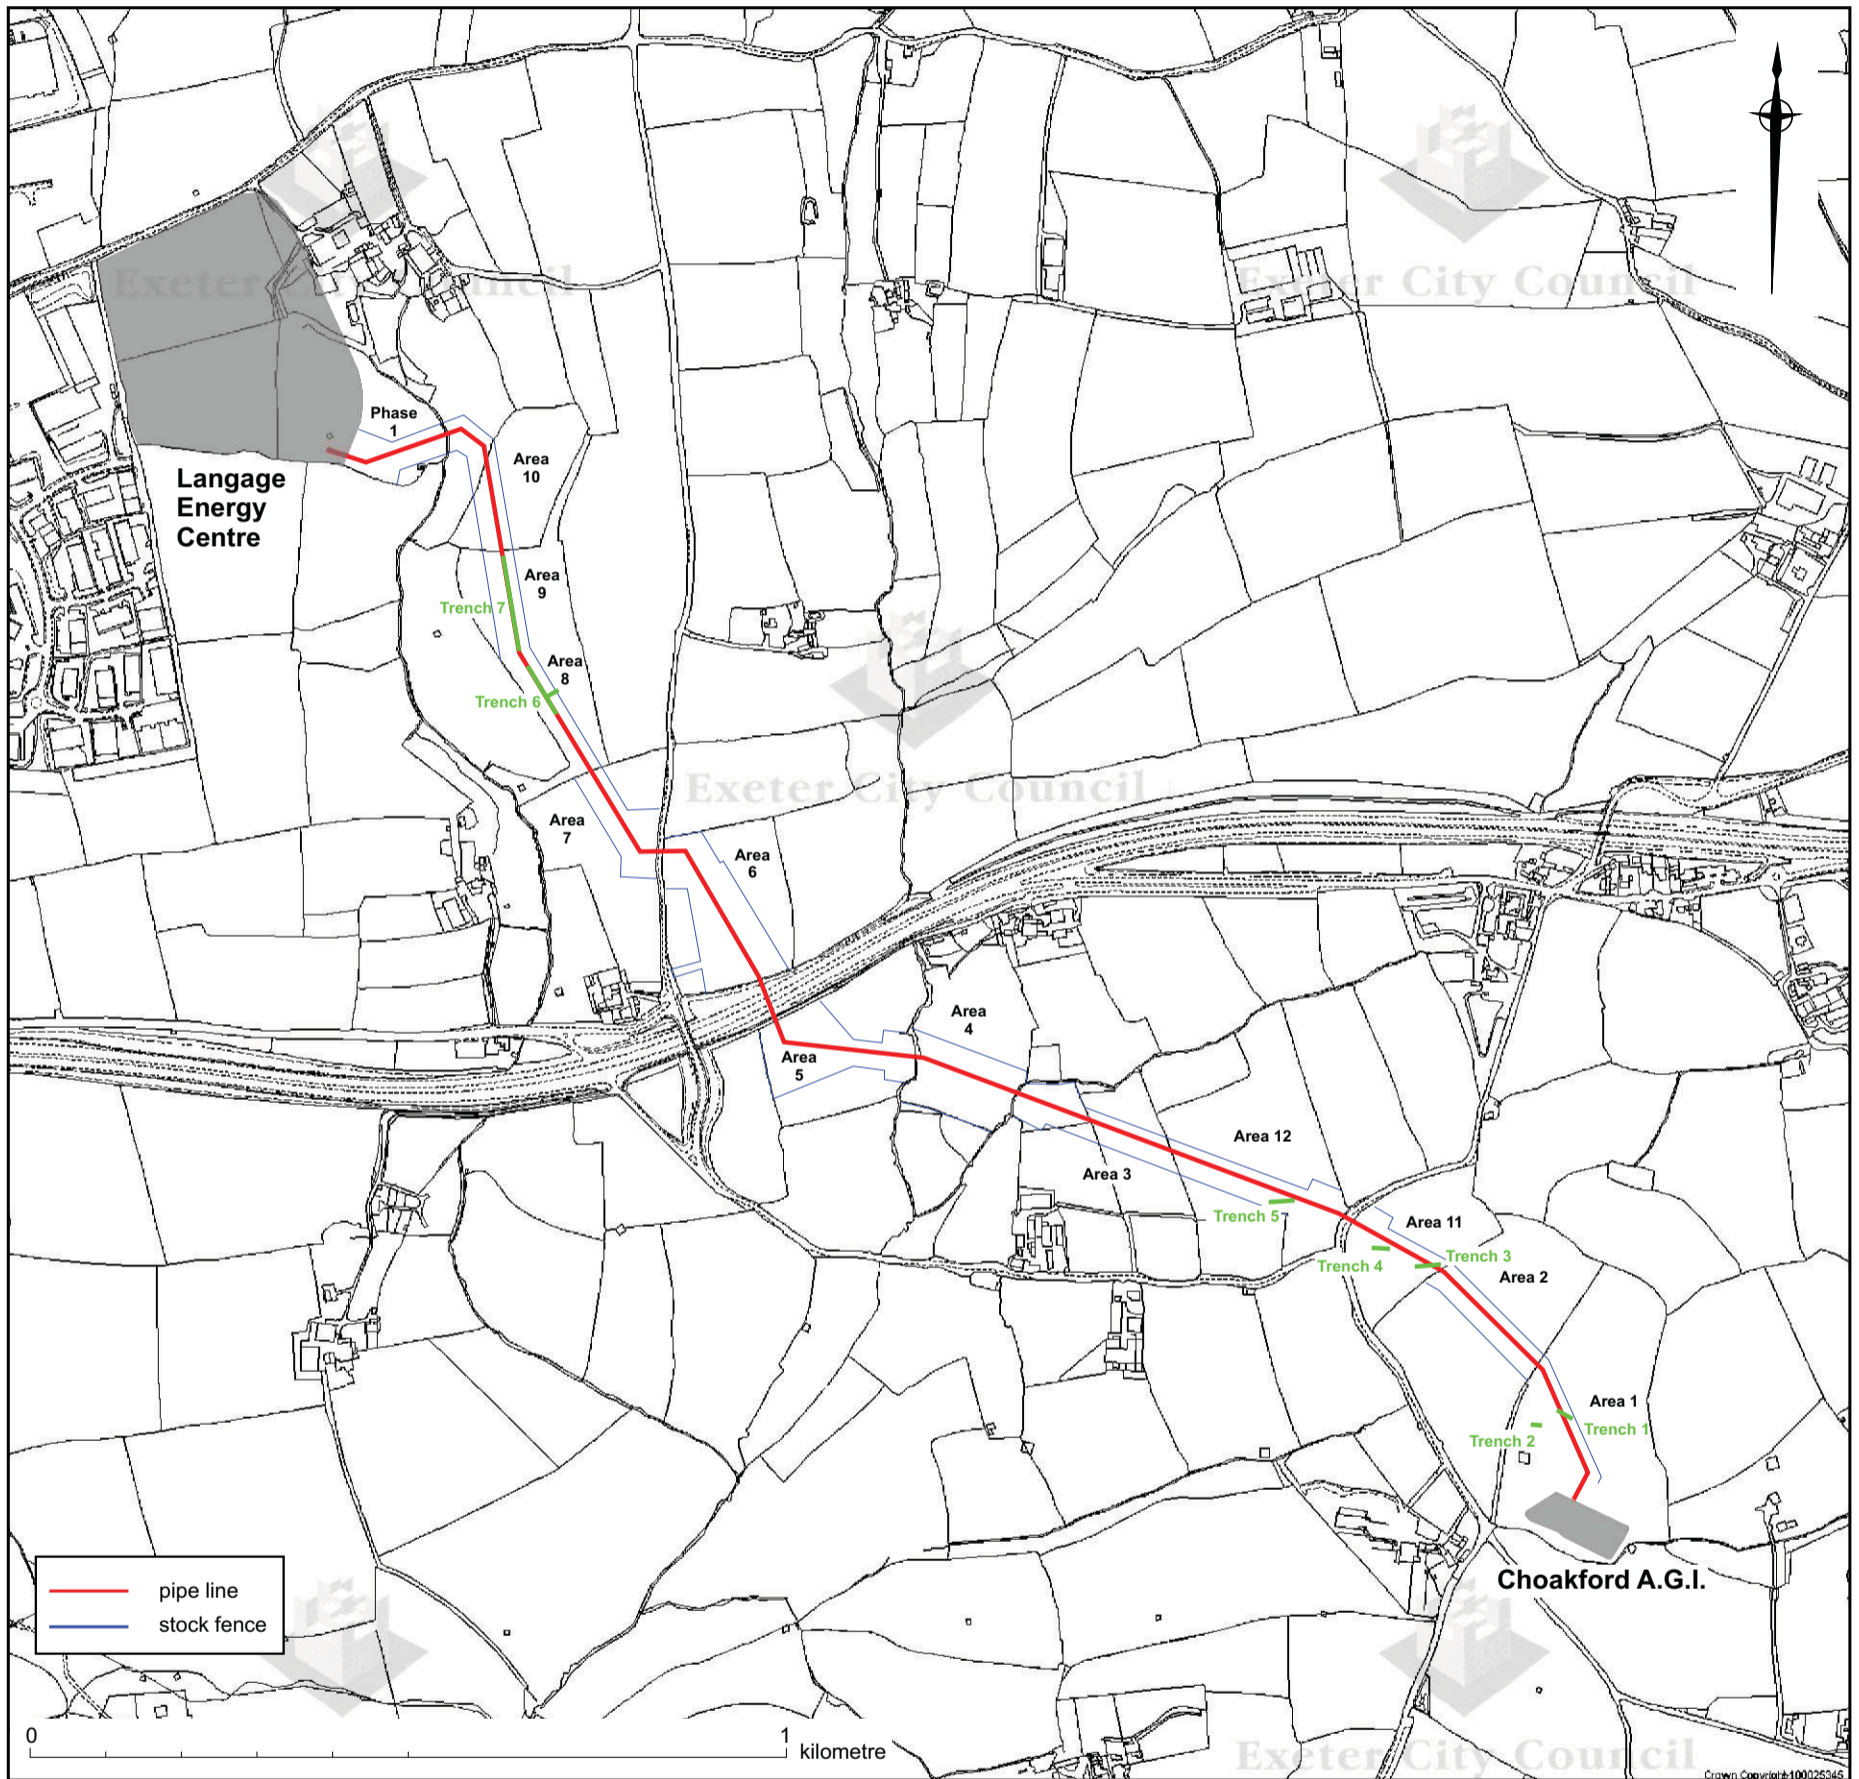 Exeter City Council
Exeter City Council
Phase
1
Area
10
Langage
Energy
Centre
Area
9
Trench 7
Area
8
Trench 6
Exeter City Council
Area
7
Area
6
Area
4
Area
5
Area 12
Area 3
Trench 5
Area 11
Trench 4
Trench 3
Area 2
Area 1
Trench 2
Trench 1
Choakford A.G.I.
pipe line
stock fence
0
1
kilometre
Exeter City Council
Crown Copyright 100025345